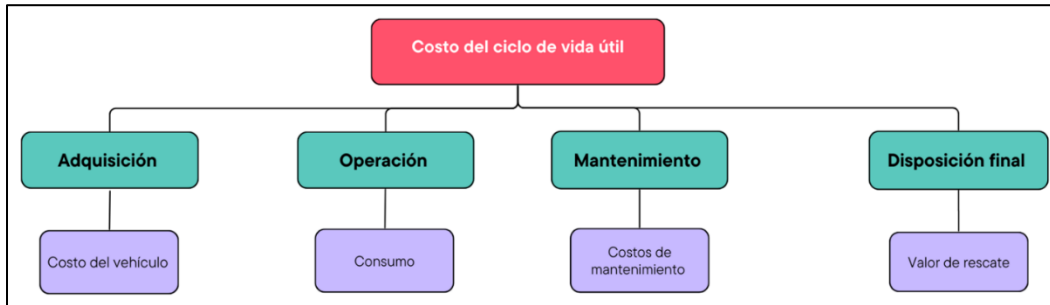 Costo del ciclo de vida útil
Adquisición
Operación
Mantenimiento
Disposición final
Costo del vehículo
Consumo
Costos de
mantenimiento
Valor de rescate